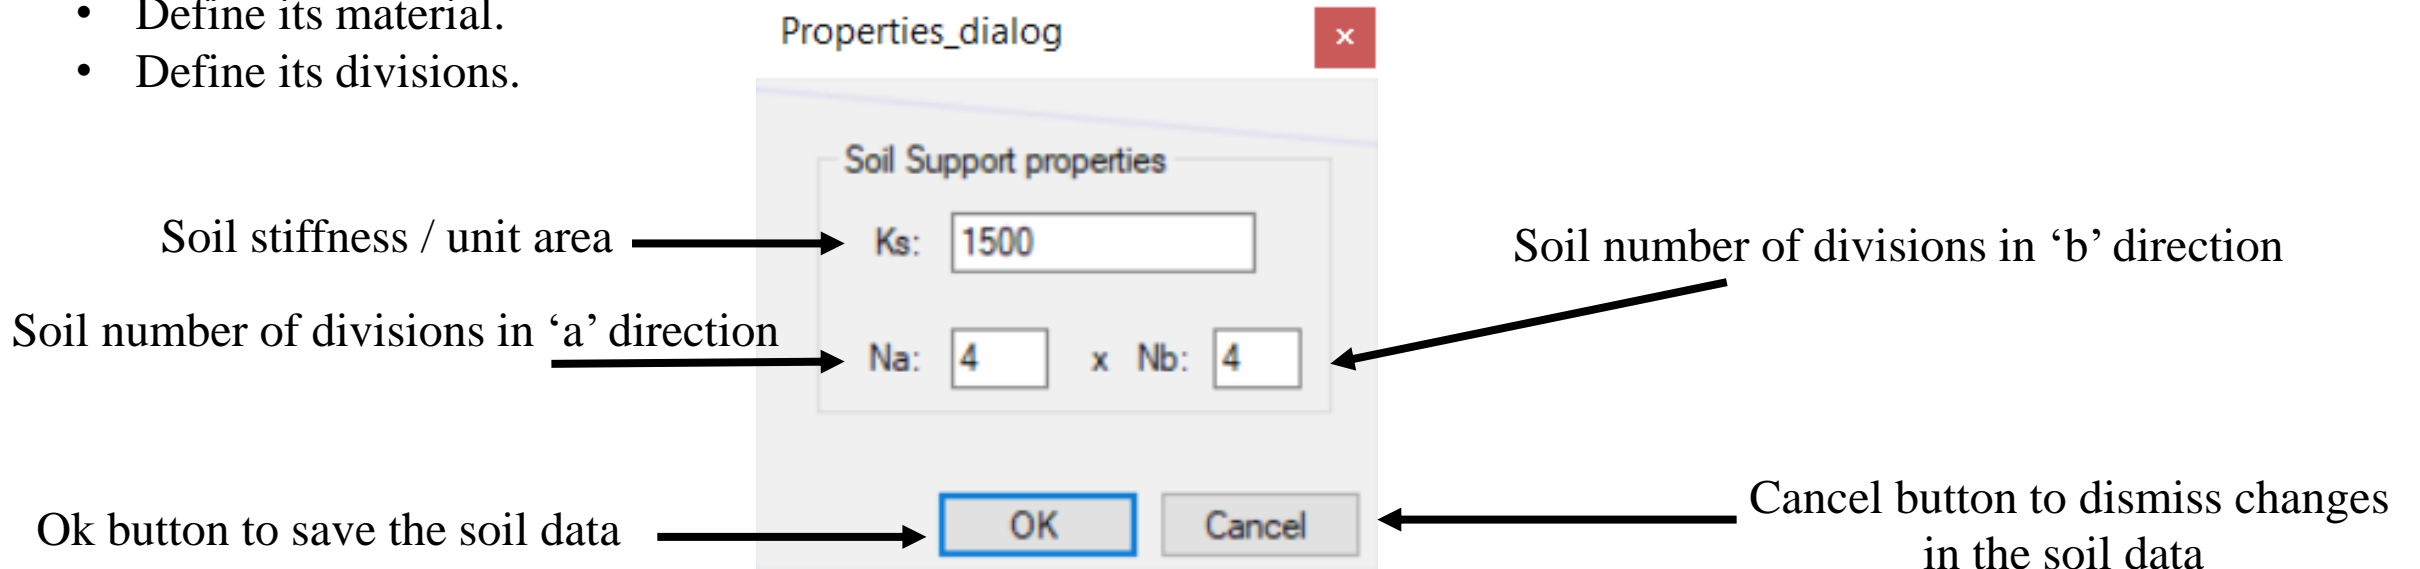 • Define its material.
• Define its divisions.
Properties_dialog
x
Soil Support properties
Soil stiffness / unit area
Ks: 1500
Soil number of divisions in ‘b’ direction
Soil number of divisions in ‘a’ direction
Na: 4 x Nb: 4
Ok button to save the soil data
OK Cancel
Cancel button to dismiss changes
in the soil data